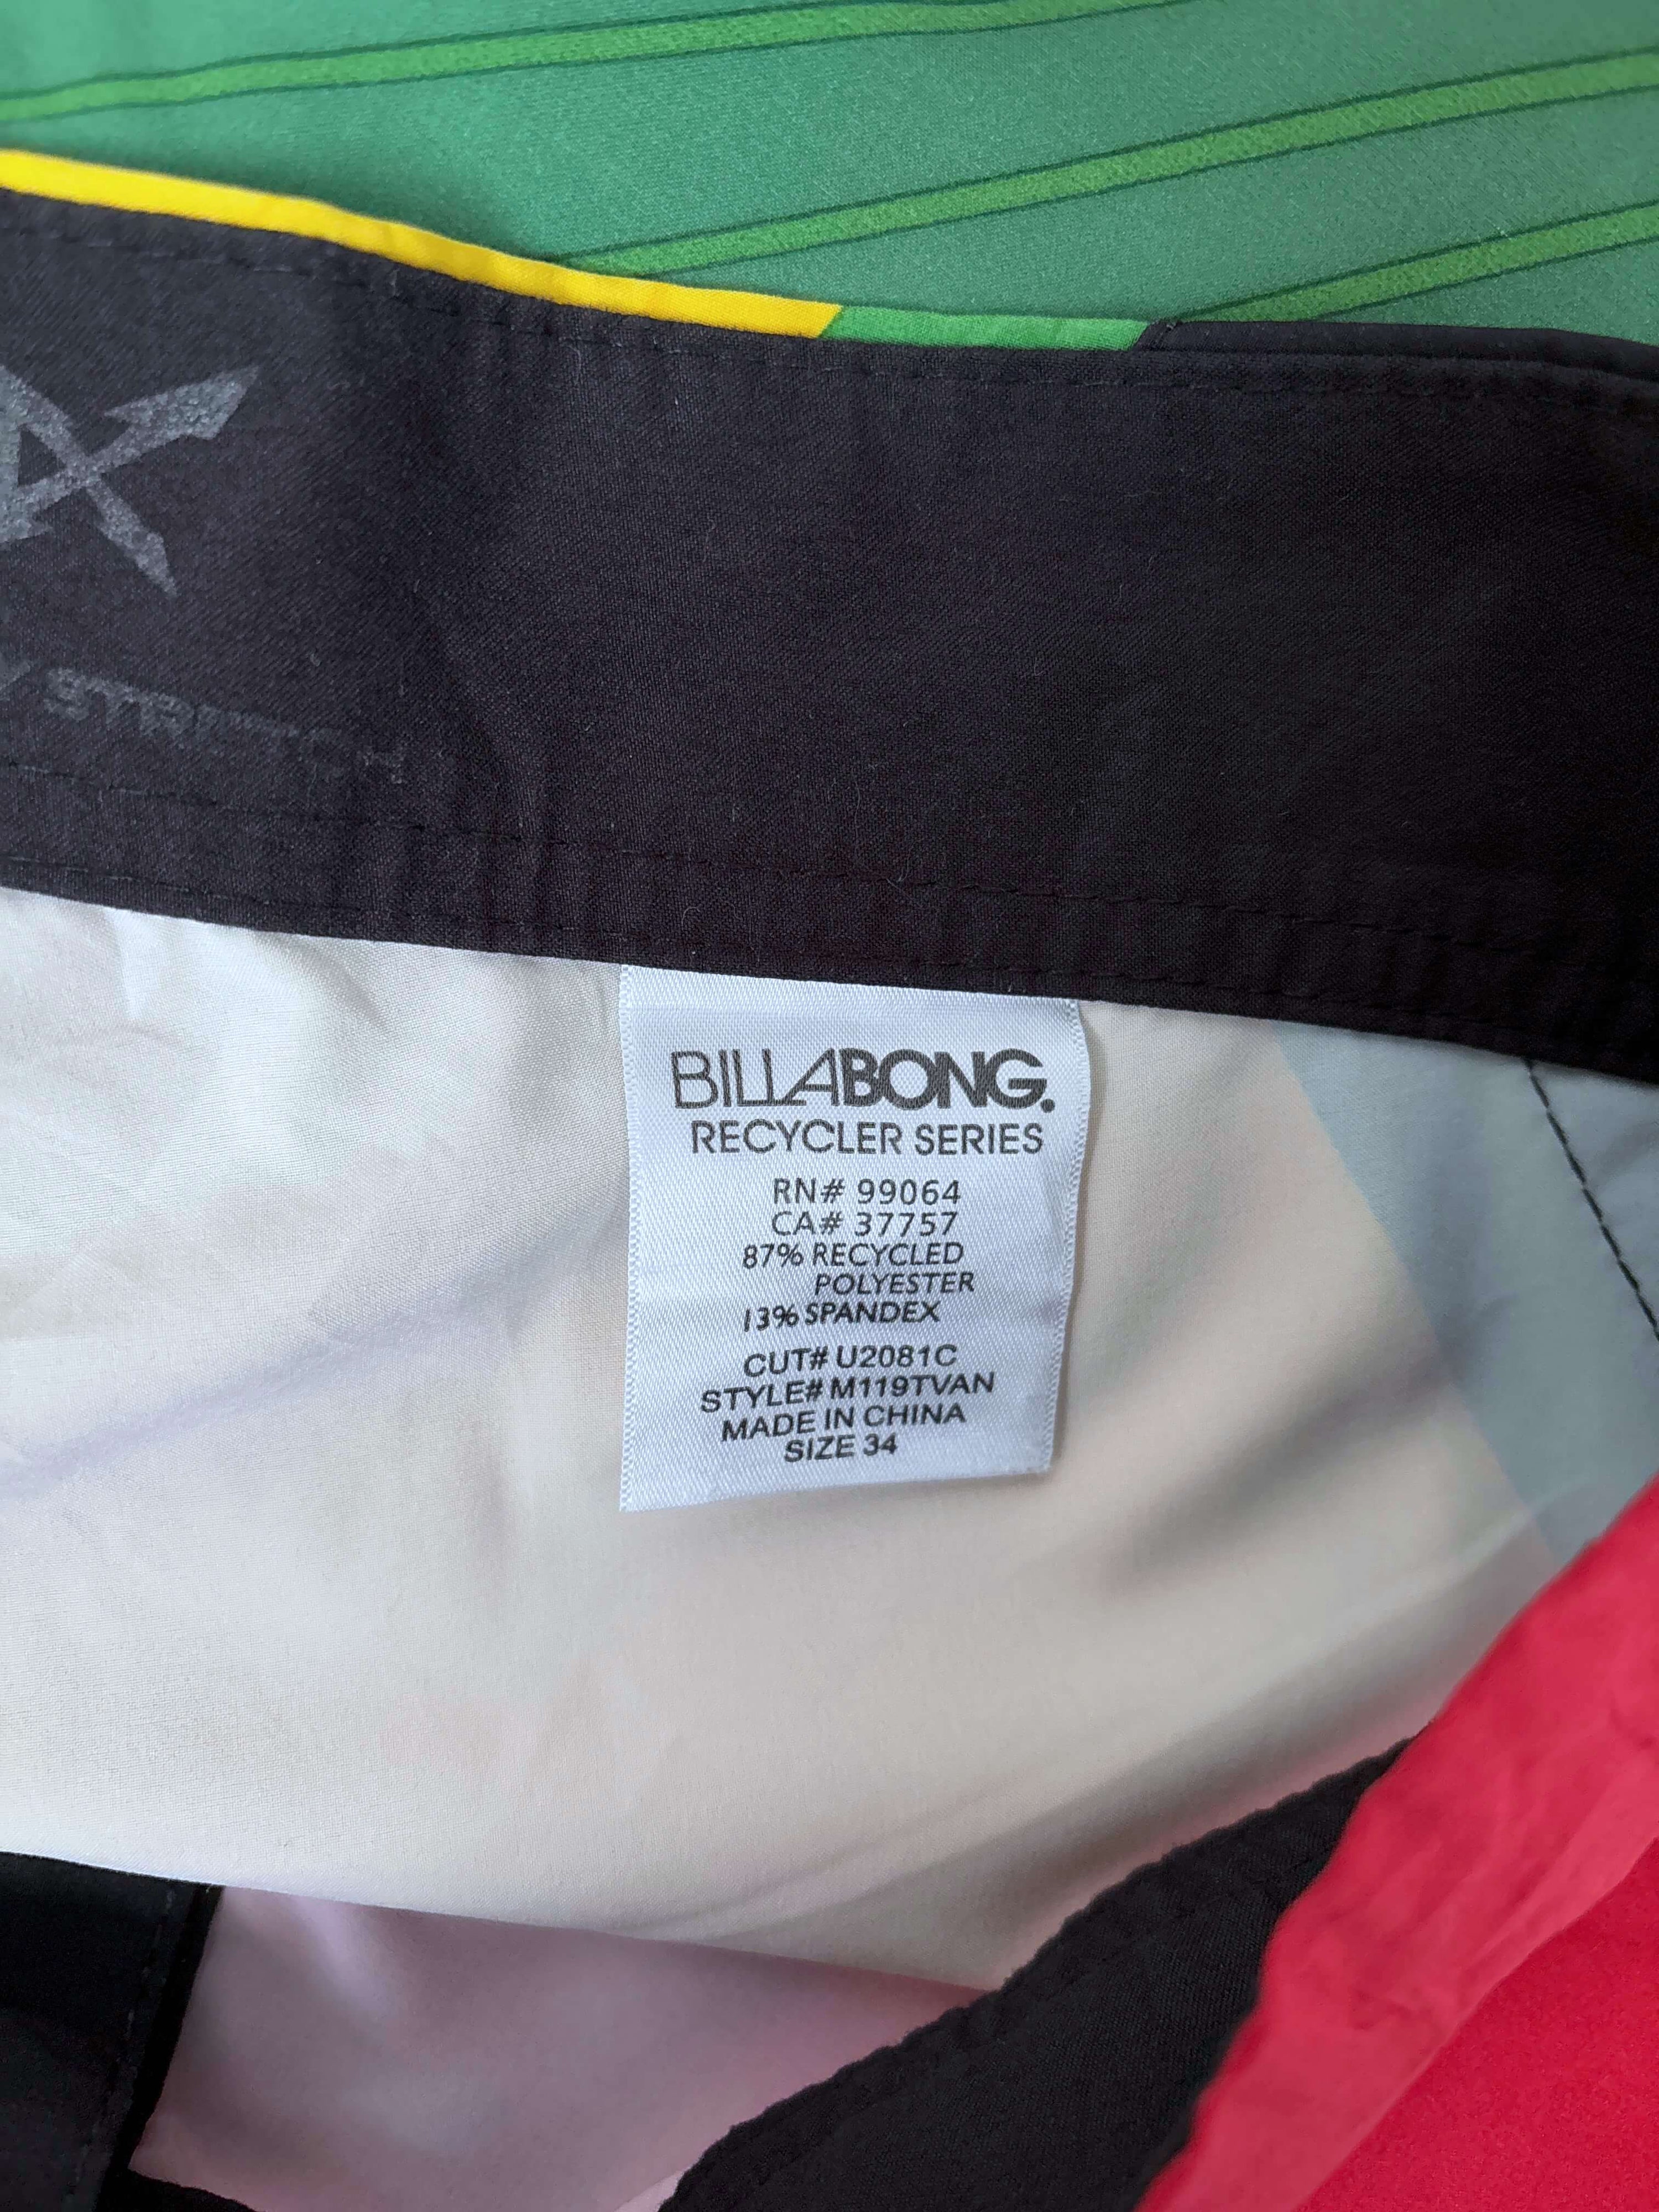 X STRETCH
BILLABONG.
RECYCLER SERIES
RN# 99064
CA# 37757
87% RECYCLED
POLYESTER
13% SPANDEX
CUT# U2081C
STYLE# M119TVAN
MADE IN CHINA
SIZE 34